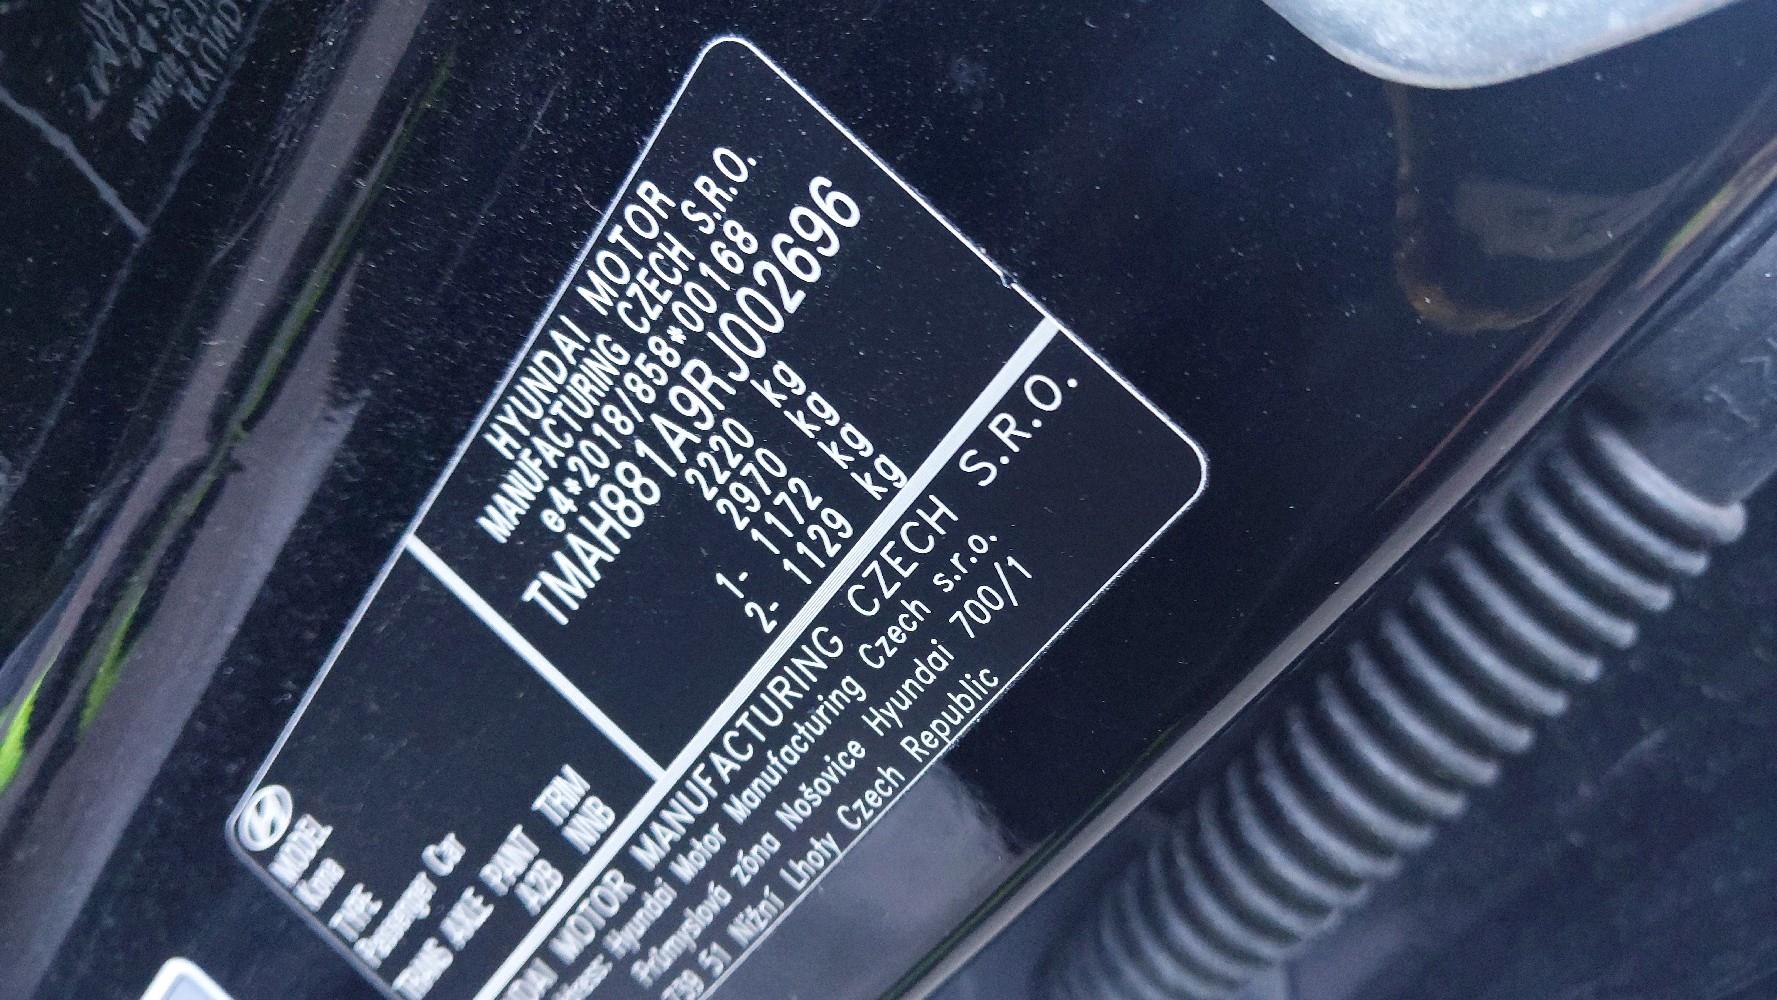 HYUNDAI MOTOR
MANUFACTURING CZECH S.R.O.
e4*2018/858*00168
TMAH881A9RJ002696
2220 kg
2970 kg
1- 1172 kg
2- 1129 kg
MODEL
Kona
TYPE
Passenger Car
TRANS AXLE PAINT TRIM
A2B NNB
MOTOR MANUFACTURING CZECH S.R.O.
Hyundai Motor Manufacturing Czech s.r.o.
Průmyslová zóna Nošovice Hyundai 700/1
739 51 Nižní Lhoty Czech Republic